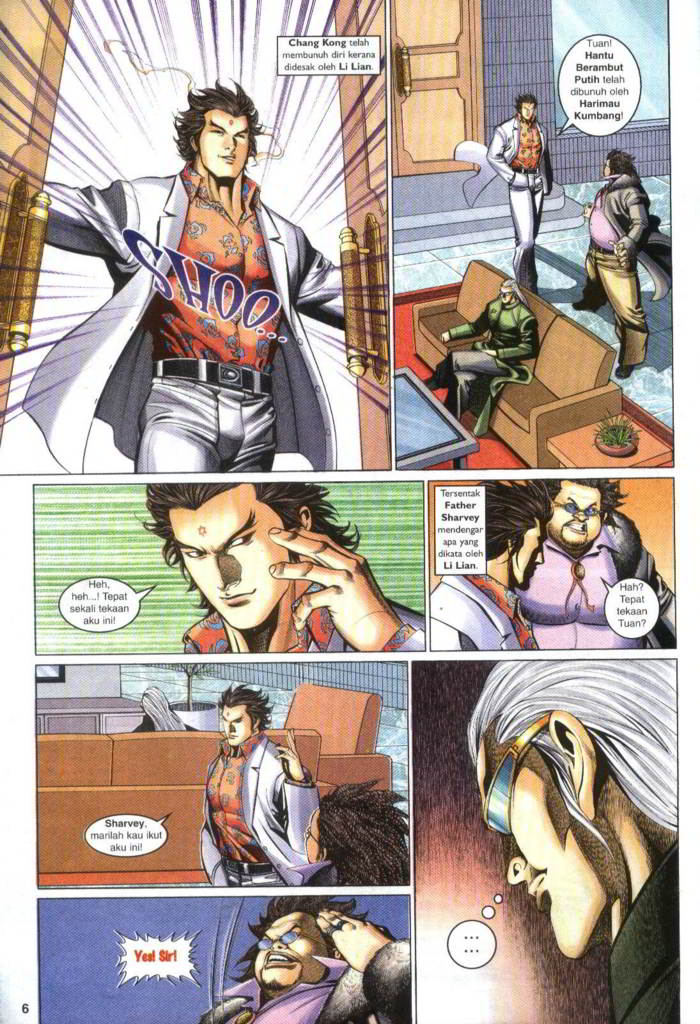 Chang Kong telah
membunuh diri kerana
didesak oleh Li Lian.
SHOO...
Tuan!
Hantu
Berambut
Putih telah
dibunuh oleh
Harimau
Kumbang!
Heh,
heh...! Tepat
sekali tekaan
aku ini!
Tersentak
Father
Sharvey
mendengar
apa yang
dikata oleh
Li Lian.
Hah?
Tepat
tekaan
Tuan?
Sharvey,
marilah kau ikut
aku ini!
...
...
Yes! Sir!
6